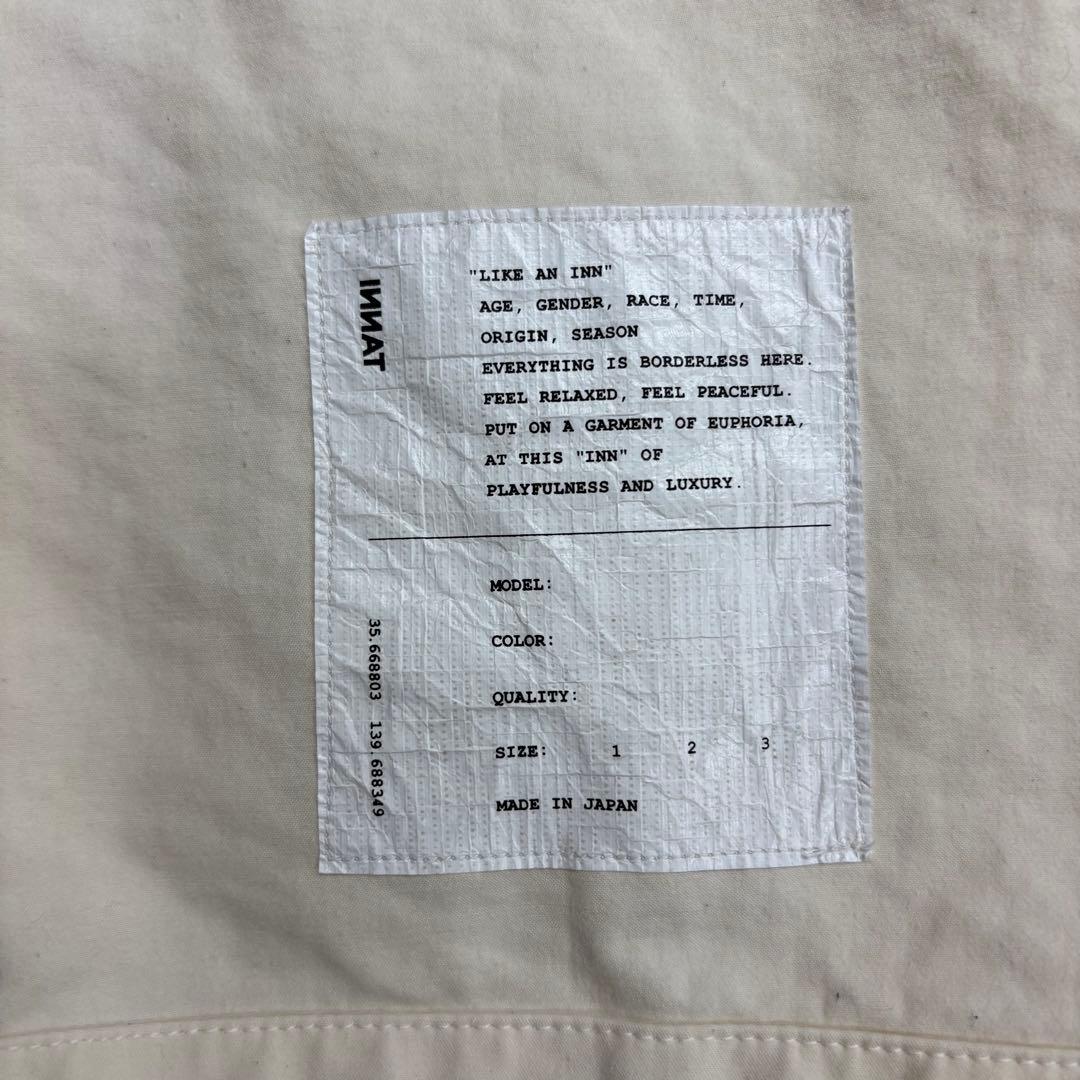 INNAT
"LIKE AN INN"
AGE, GENDER, RACE, TIME,
ORIGIN, SEASON
EVERYTHING IS BORDERLESS HERE.
FEEL RELAXED, FEEL PEACEFUL.
PUT ON A GARMENT OF EUPHORIA,
AT THIS "INN" OF
PLAYFULNESS AND LUXURY.
MODEL:
COLOR:
QUALITY:
SIZE: 1 2 3
MADE IN JAPAN
35.668803 139.688349